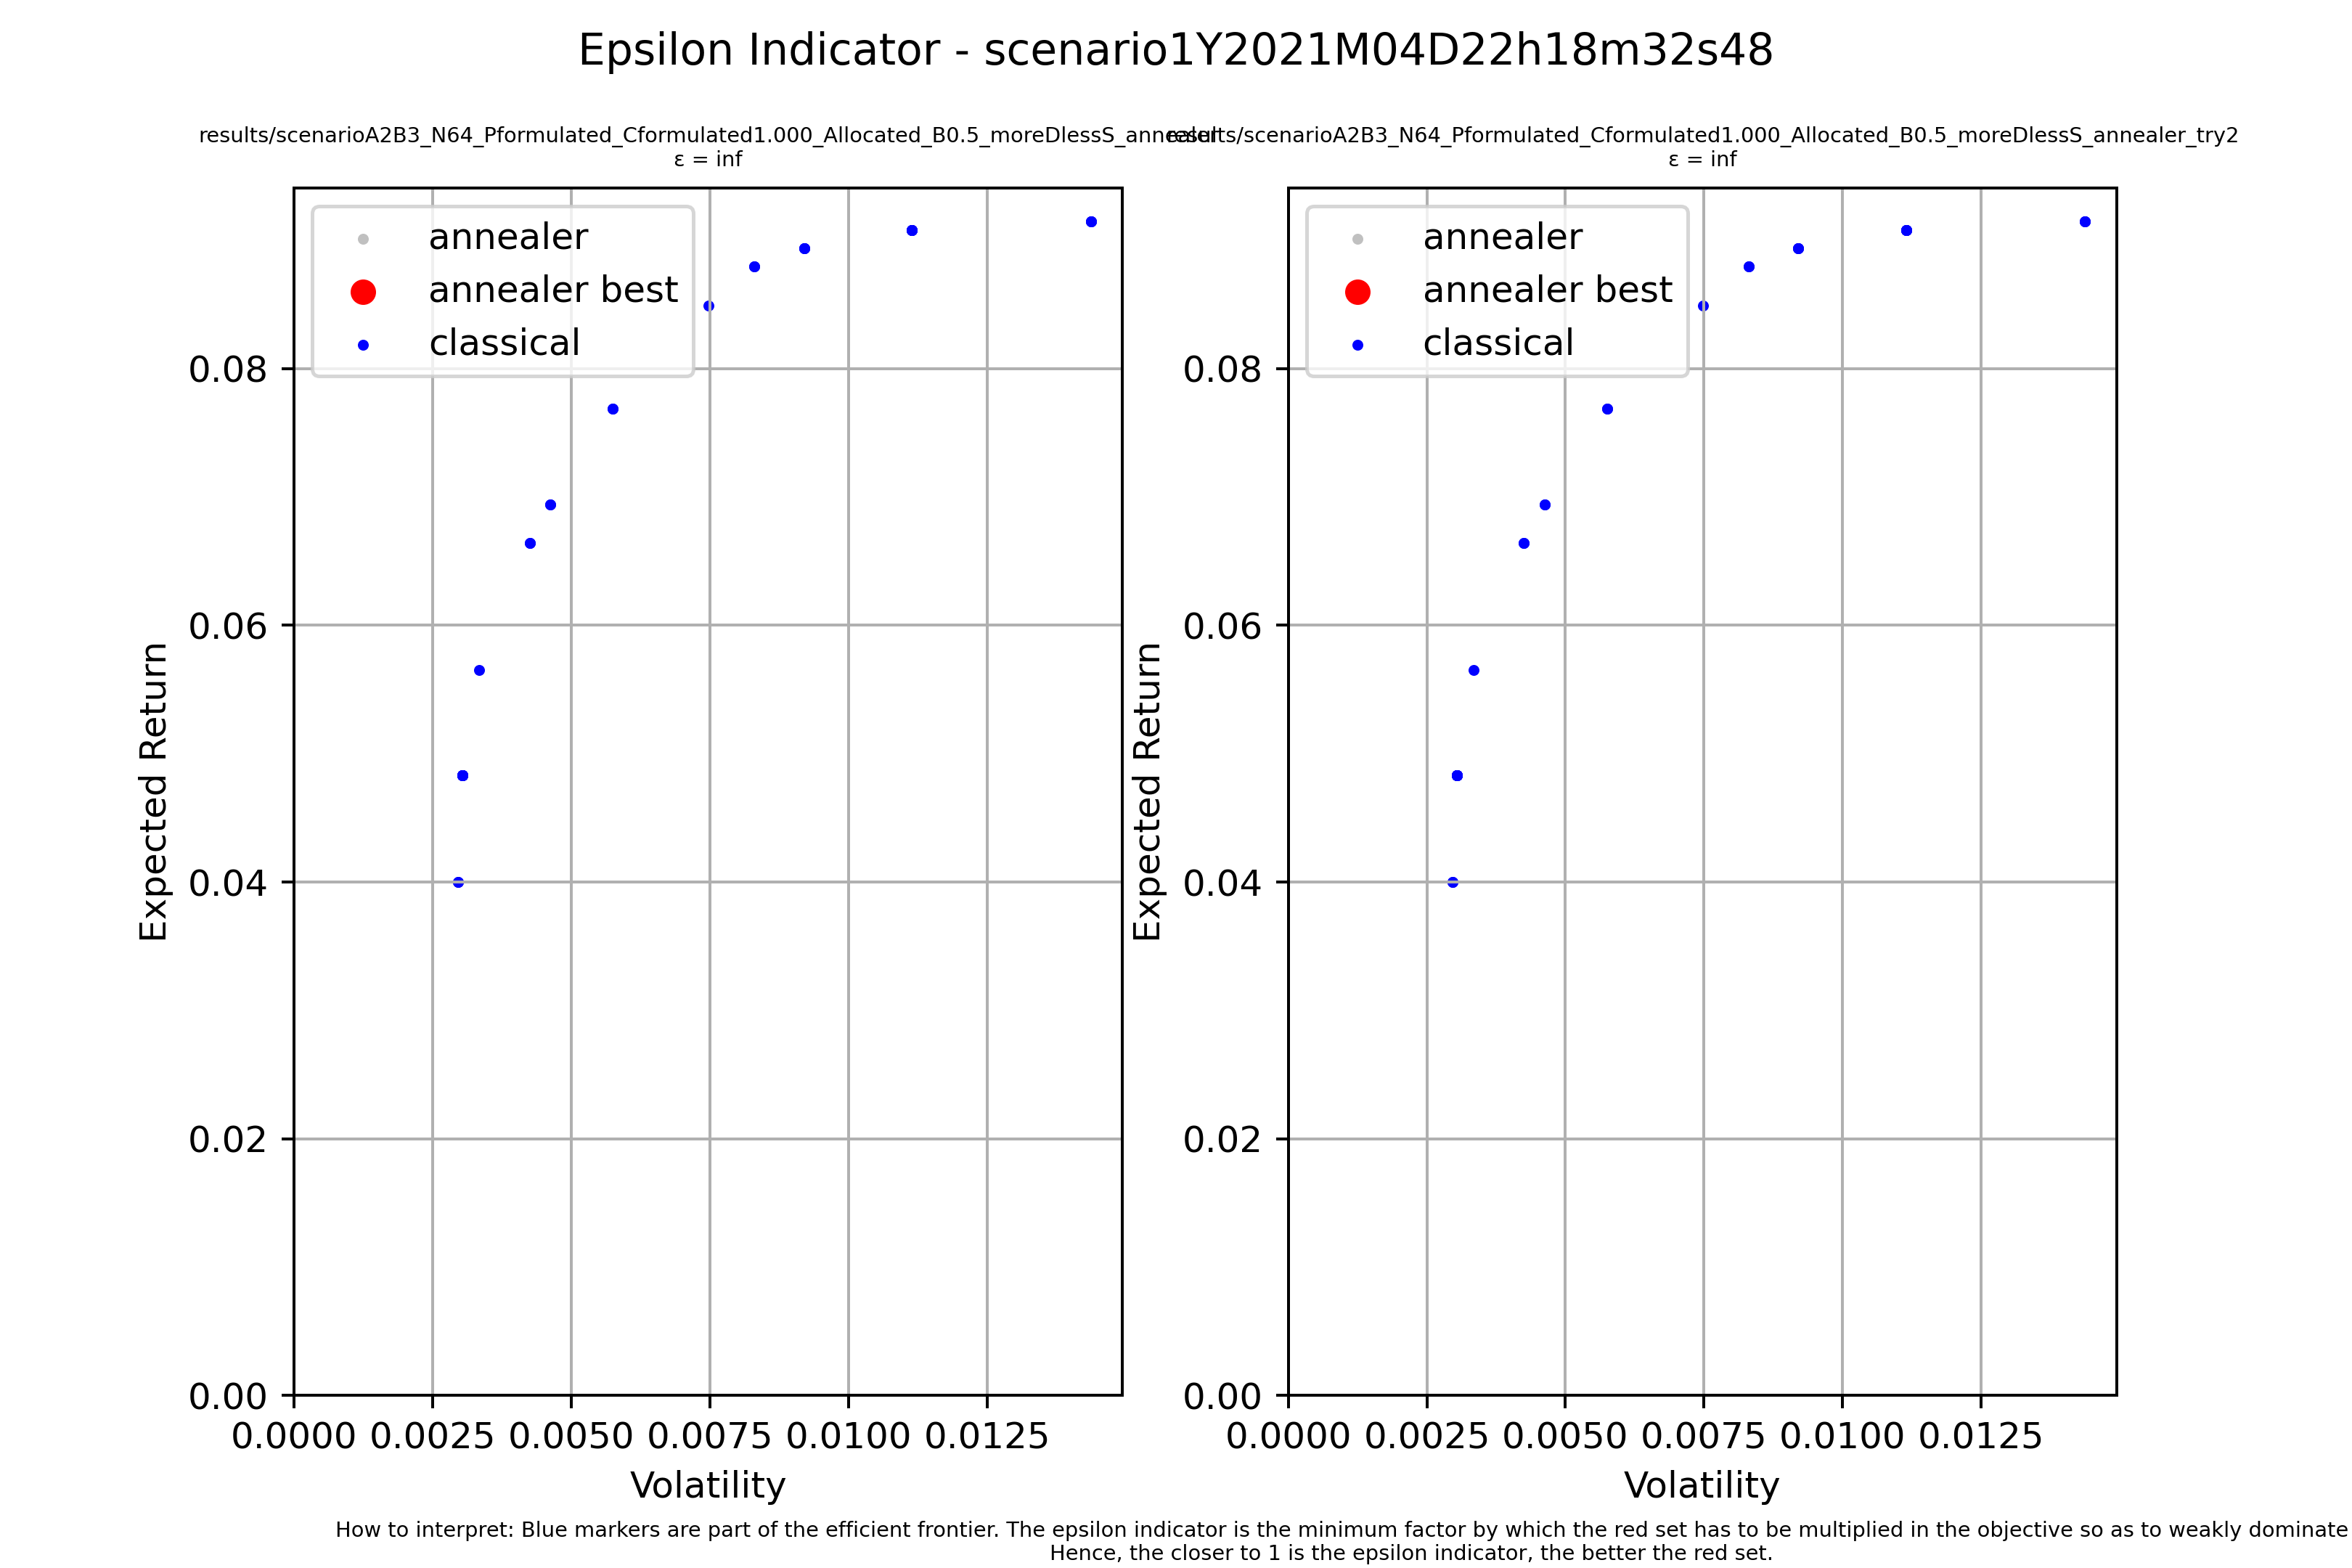 Epsilon Indicator - scenario1Y2021M04D22h18m32s48
results/scenarioA2B3_N64_Pformulated_Cformulated1.000_Allocated_B0.5_moreDlessS_annealer
ε = inf
annealer
annealer best
classical
0.08
0.06
0.04
0.02
0.00
Expected Return
0.0000 0.0025 0.0050 0.0075 0.0100 0.0125
Volatility
results/scenarioA2B3_N64_Pformulated_Cformulated1.000_Allocated_B0.5_moreDlessS_annealer_try2
ε = inf
annealer
annealer best
classical
0.08
0.06
0.04
0.02
0.00
Expected Return
0.0000 0.0025 0.0050 0.0075 0.0100 0.0125
Volatility
How to interpret: Blue markers are part of the efficient frontier. The epsilon indicator is the minimum factor by which the red set has to be multiplied in the objective so as to weakly dominate
Hence, the closer to 1 is the epsilon indicator, the better the red set.